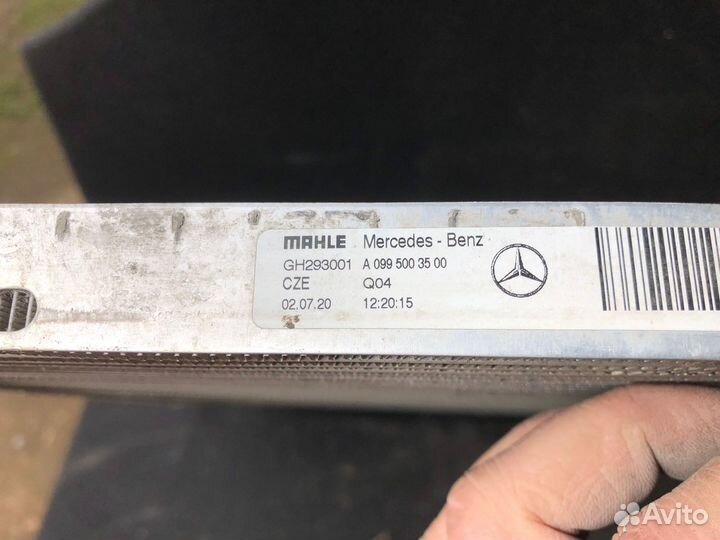 MAHLE Mercedes - Benz
GH293001 A 099 500 35 00
CZE Q04
02.07.20 12:20:15
Avito